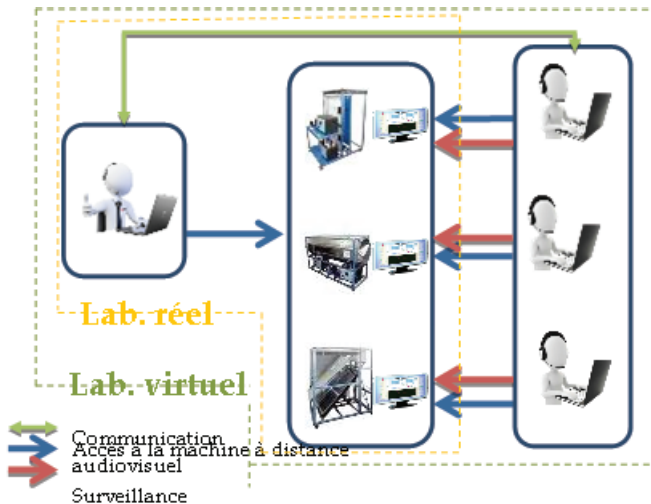 Lab. réel
Lab. virtuel
Communication
Accès à la machine à distance
audiovisuel
Surveillance